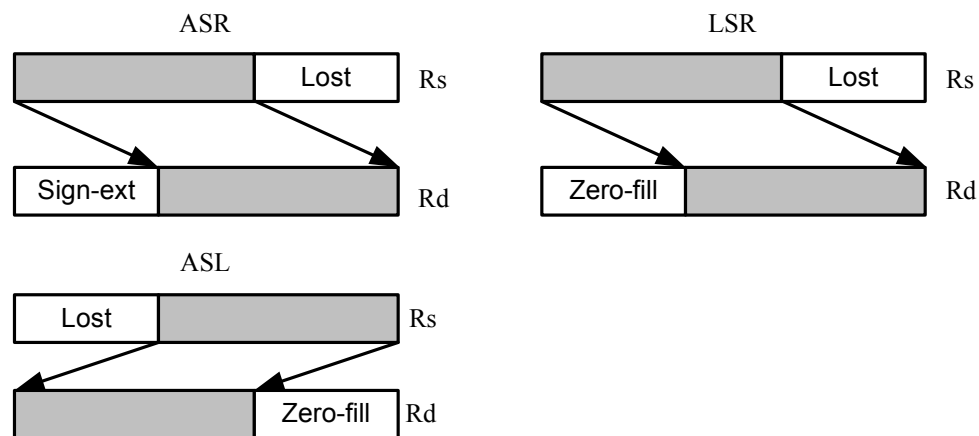 ASR
Lost Rs
Sign-ext Rd
LSR
Lost Rs
Zero-fill Rd
ASL
Lost Rs
Zero-fill Rd